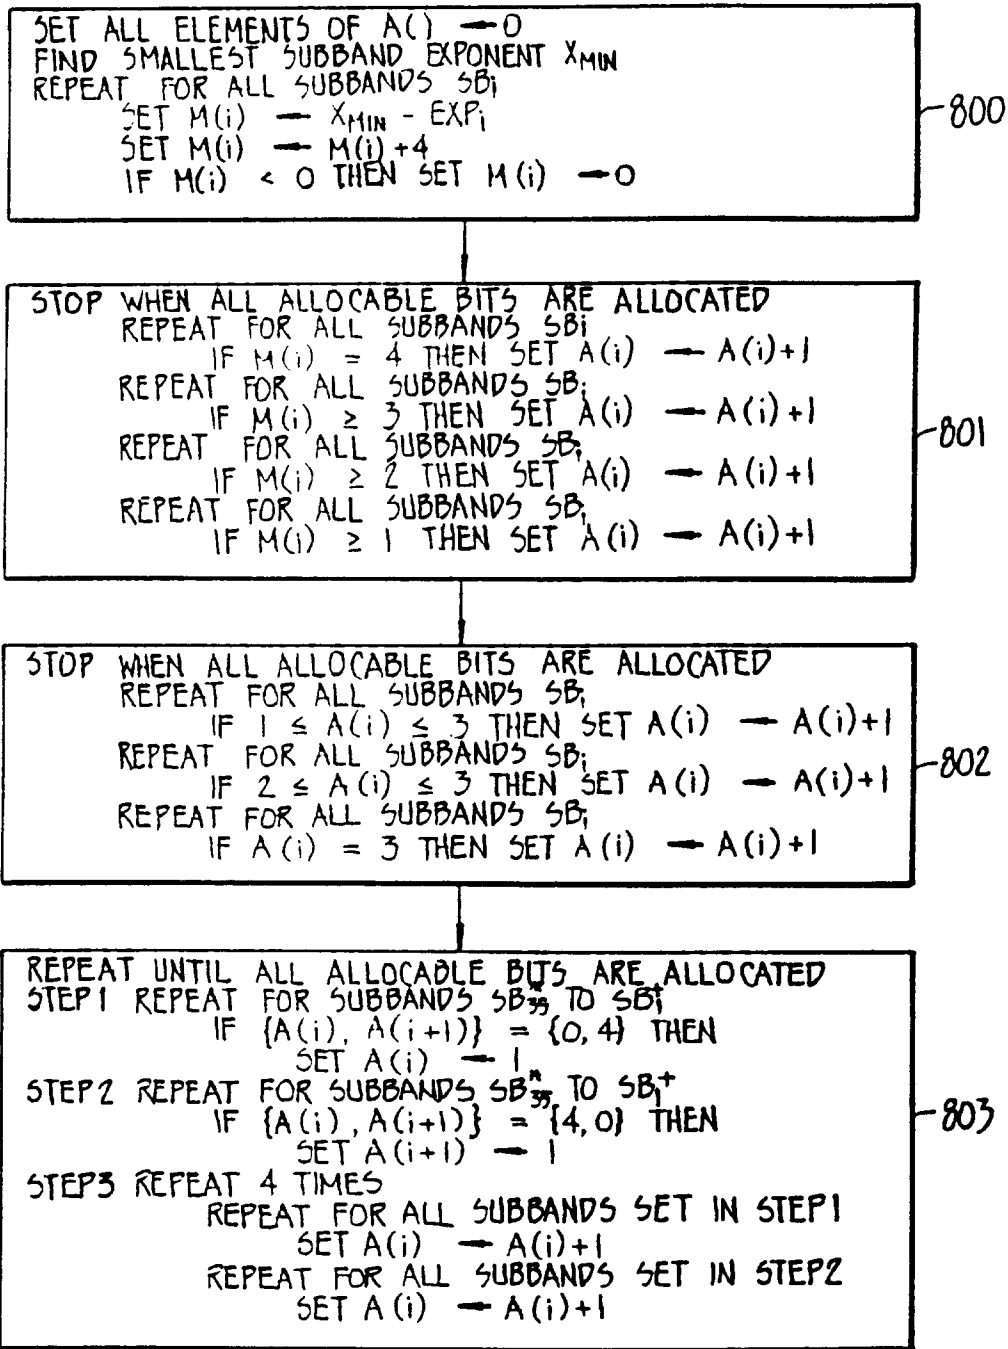 SET ALL ELEMENTS OF A() ← 0
FIND SMALLEST SUBBAND EXPONENT XMIN
REPEAT FOR ALL SUBBANDS SBi
SET M(i) ← XMIN - EXPi
SET M(i) ← M(i)+4
IF M(i) < 0 THEN SET M(i) ← 0
800
STOP WHEN ALL ALLOCABLE BITS ARE ALLOCATED
REPEAT FOR ALL SUBBANDS SBi
IF M(i) = 4 THEN SET A(i) ← A(i)+1
REPEAT FOR ALL SUBBANDS SBi
IF M(i) ≥ 3 THEN SET A(i) ← A(i)+1
REPEAT FOR ALL SUBBANDS SBi
IF M(i) ≥ 2 THEN SET A(i) ← A(i)+1
REPEAT FOR ALL SUBBANDS SBi
IF M(i) ≥ 1 THEN SET A(i) ← A(i)+1
801
STOP WHEN ALL ALLOCABLE BITS ARE ALLOCATED
REPEAT FOR ALL SUBBANDS SBi
IF 1 ≤ A(i) ≤ 3 THEN SET A(i) ← A(i)+1
REPEAT FOR ALL SUBBANDS SBi
IF 2 ≤ A(i) ≤ 3 THEN SET A(i) ← A(i)+1
REPEAT FOR ALL SUBBANDS SBi
IF A(i) = 3 THEN SET A(i) ← A(i)+1
802
REPEAT UNTIL ALL ALLOCABLE BITS ARE ALLOCATED
STEP1 REPEAT FOR SUBBANDS SB*39 TO SB1+
IF {A(i), A(i+1)} = {0,4} THEN
SET A(i) ← 1
STEP2 REPEAT FOR SUBBANDS SB*39 TO SB1+
IF {A(i), A(i+1)} = {4,0} THEN
SET A(i+1) ← 1
STEP3 REPEAT 4 TIMES
REPEAT FOR ALL SUBBANDS SET IN STEP1
SET A(i) ← A(i)+1
REPEAT FOR ALL SUBBANDS SET IN STEP2
SET A(i) ← A(i)+1
803